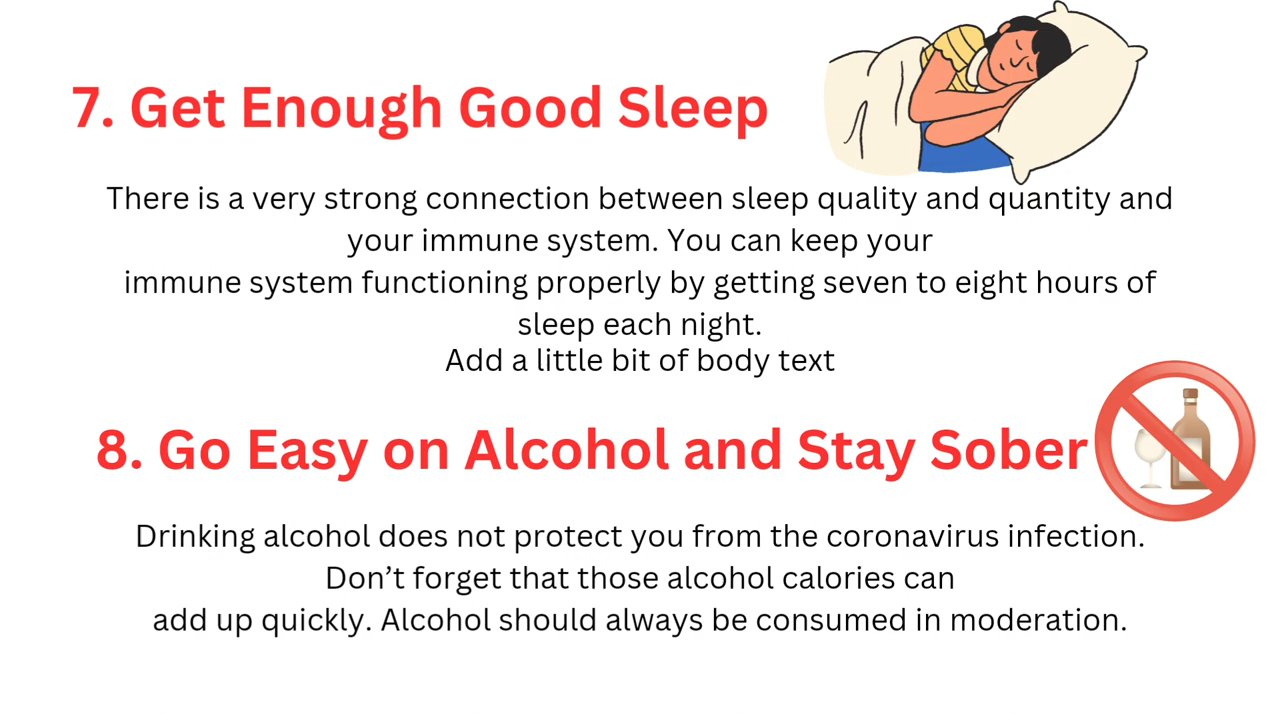 7. Get Enough Good Sleep
There is a very strong connection between sleep quality and quantity and
your immune system. You can keep your
immune system functioning properly by getting seven to eight hours of
sleep each night.
Add a little bit of body text
8. Go Easy on Alcohol and Stay Sober
Drinking alcohol does not protect you from the coronavirus infection.
Don’t forget that those alcohol calories can
add up quickly. Alcohol should always be consumed in moderation.